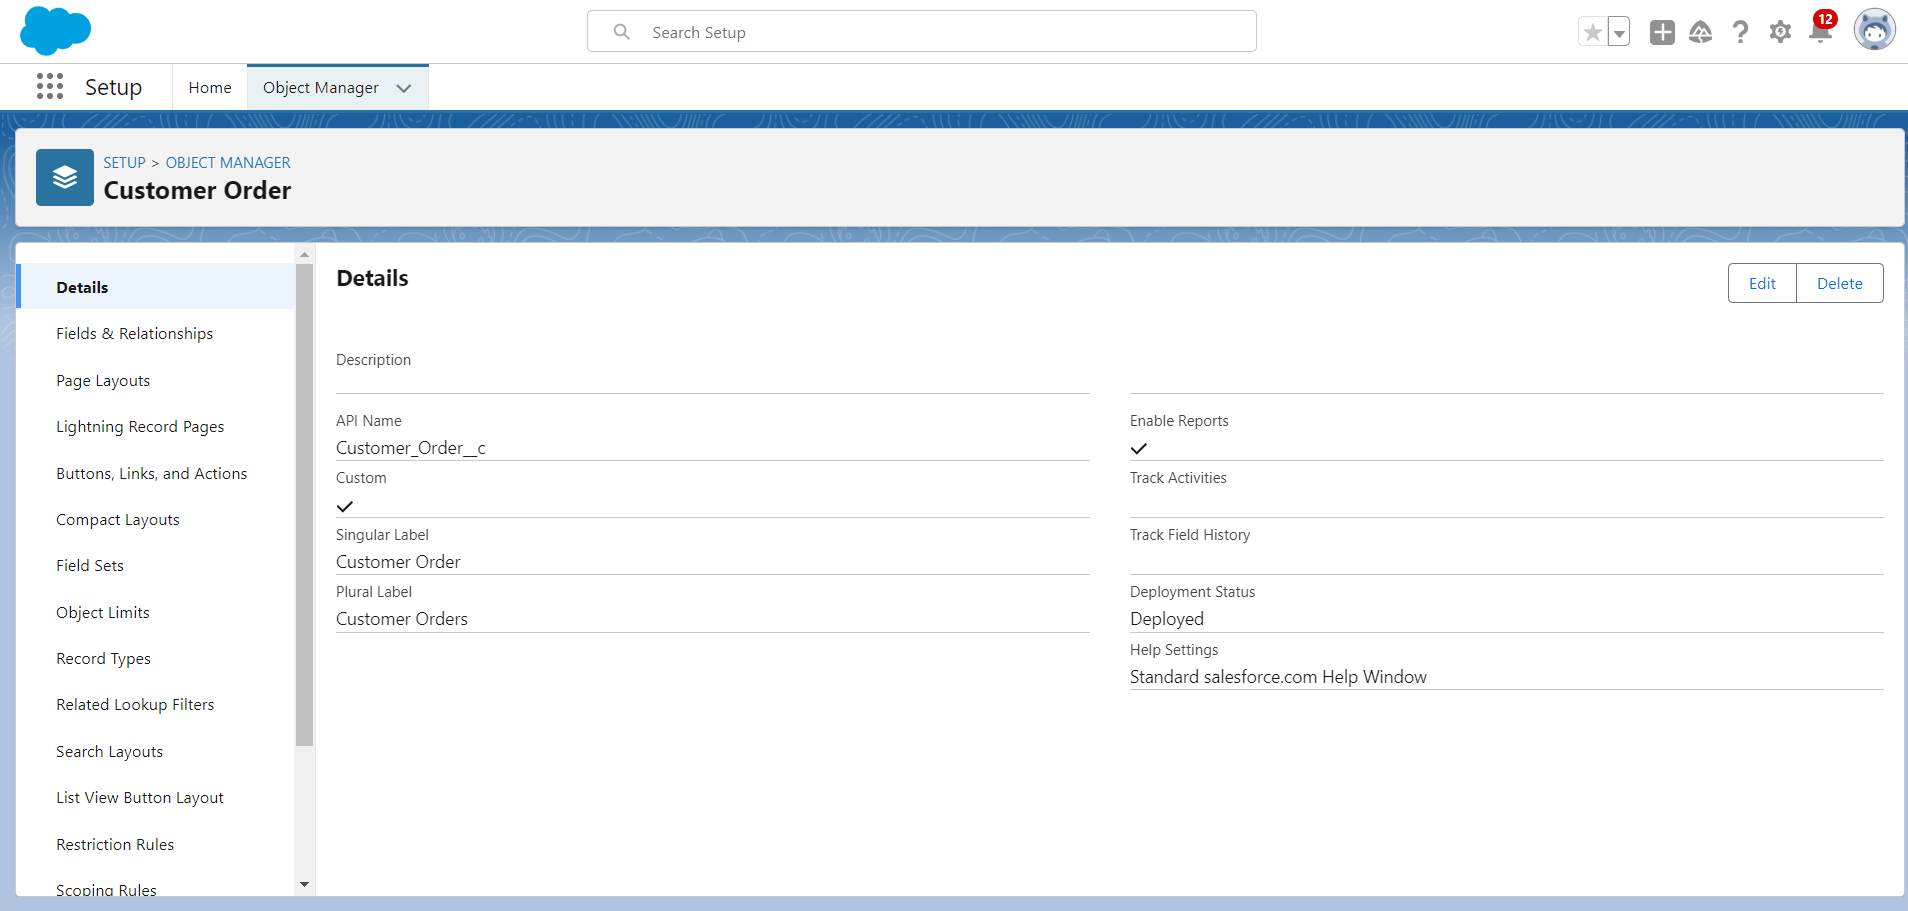 Search Setup
12
Setup
Home
Object Manager
SETUP > OBJECT MANAGER
Customer Order
Details
Fields & Relationships
Page Layouts
Lightning Record Pages
Buttons, Links, and Actions
Compact Layouts
Field Sets
Object Limits
Record Types
Related Lookup Filters
Search Layouts
List View Button Layout
Restriction Rules
Scoping Rules
Details
Edit
Delete
Description
API Name
Customer_Order__c
Custom
Singular Label
Customer Order
Plural Label
Customer Orders
Enable Reports
Track Activities
Track Field History
Deployment Status
Deployed
Help Settings
Standard salesforce.com Help Window